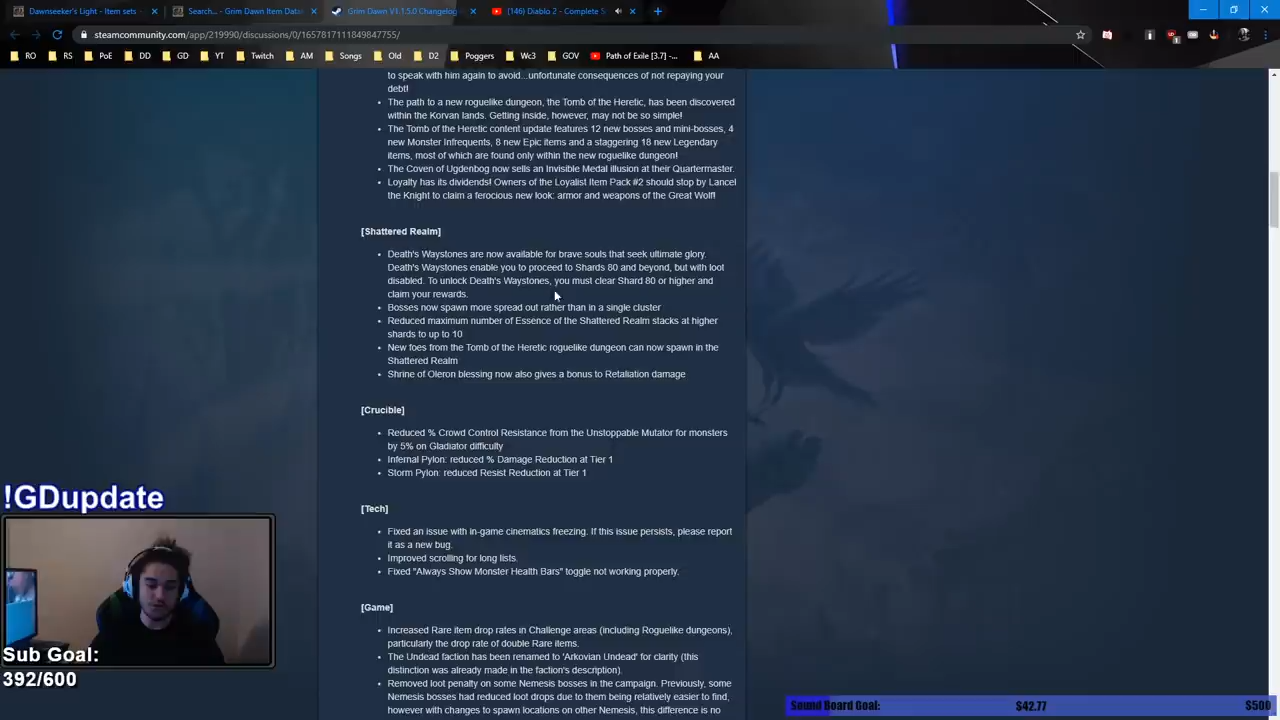 Dawnseeker's Light - Item sets
Search... - Grim Dawn Item Data
Grim Dawn V1.1.5.0 Changelog
(146) Diablo 2 - Complete S
steamcommunity.com/app/219990/discussions/0/1657817111849847755/
RO
RS
PoE
DD
GD
YT
Twitch
AM
Songs
Old
D2
Poggers
Wc3
GOV
Path of Exile [3.7] -...
AA
to speak with him again to avoid...unfortunate consequences of not repaying your
debt!
• The path to a new roguelike dungeon, the Tomb of the Heretic, has been discovered
within the Korvan lands. Getting inside, however, may not be so simple!
• The Tomb of the Heretic content update features 12 new bosses and mini-bosses, 4
new Monster Infrequents, 8 new Epic items and a staggering 18 new Legendary
items, most of which are found only within the new roguelike dungeon!
• The Coven of Ugdenbog now sells an Invisible Medal illusion at their Quartermaster.
• Loyalty has its dividends! Owners of the Loyalist Item Pack #2 should stop by Lancel
the Knight to claim a ferocious new look: armor and weapons of the Great Wolf!
[Shattered Realm]
• Death's Waystones are now available for brave souls that seek ultimate glory.
Death's Waystones enable you to proceed to Shards 80 and beyond, but with loot
disabled. To unlock Death's Waystones, you must clear Shard 80 or higher and
claim your rewards.
• Bosses now spawn more spread out rather than in a single cluster
• Reduced maximum number of Essence of the Shattered Realm stacks at higher
shards to up to 10
• New foes from the Tomb of the Heretic roguelike dungeon can now spawn in the
Shattered Realm
• Shrine of Oleron blessing now also gives a bonus to Retaliation damage
[Crucible]
• Reduced % Crowd Control Resistance from the Unstoppable Mutator for monsters
by 5% on Gladiator difficulty
• Infernal Pylon: reduced % Damage Reduction at Tier 1
• Storm Pylon: reduced Resist Reduction at Tier 1
[Tech]
• Fixed an issue with in-game cinematics freezing. If this issue persists, please report
it as a new bug.
• Improved scrolling for long lists.
• Fixed "Always Show Monster Health Bars" toggle not working properly.
[Game]
• Increased Rare item drop rates in Challenge areas (including Roguelike dungeons),
particularly the drop rate of double Rare items.
• The Undead faction has been renamed to 'Arkovian Undead' for clarity (this
distinction was already made in the faction's description).
• Removed loot penalty on some Nemesis bosses in the campaign. Previously, some
Nemesis bosses had reduced loot drops due to them being relatively easier to find,
however with changes to spawn locations on other Nemesis, this difference is no
!GDupdate
Sub Goal:
392/600
Sound Board Goal:
$42.77
$500